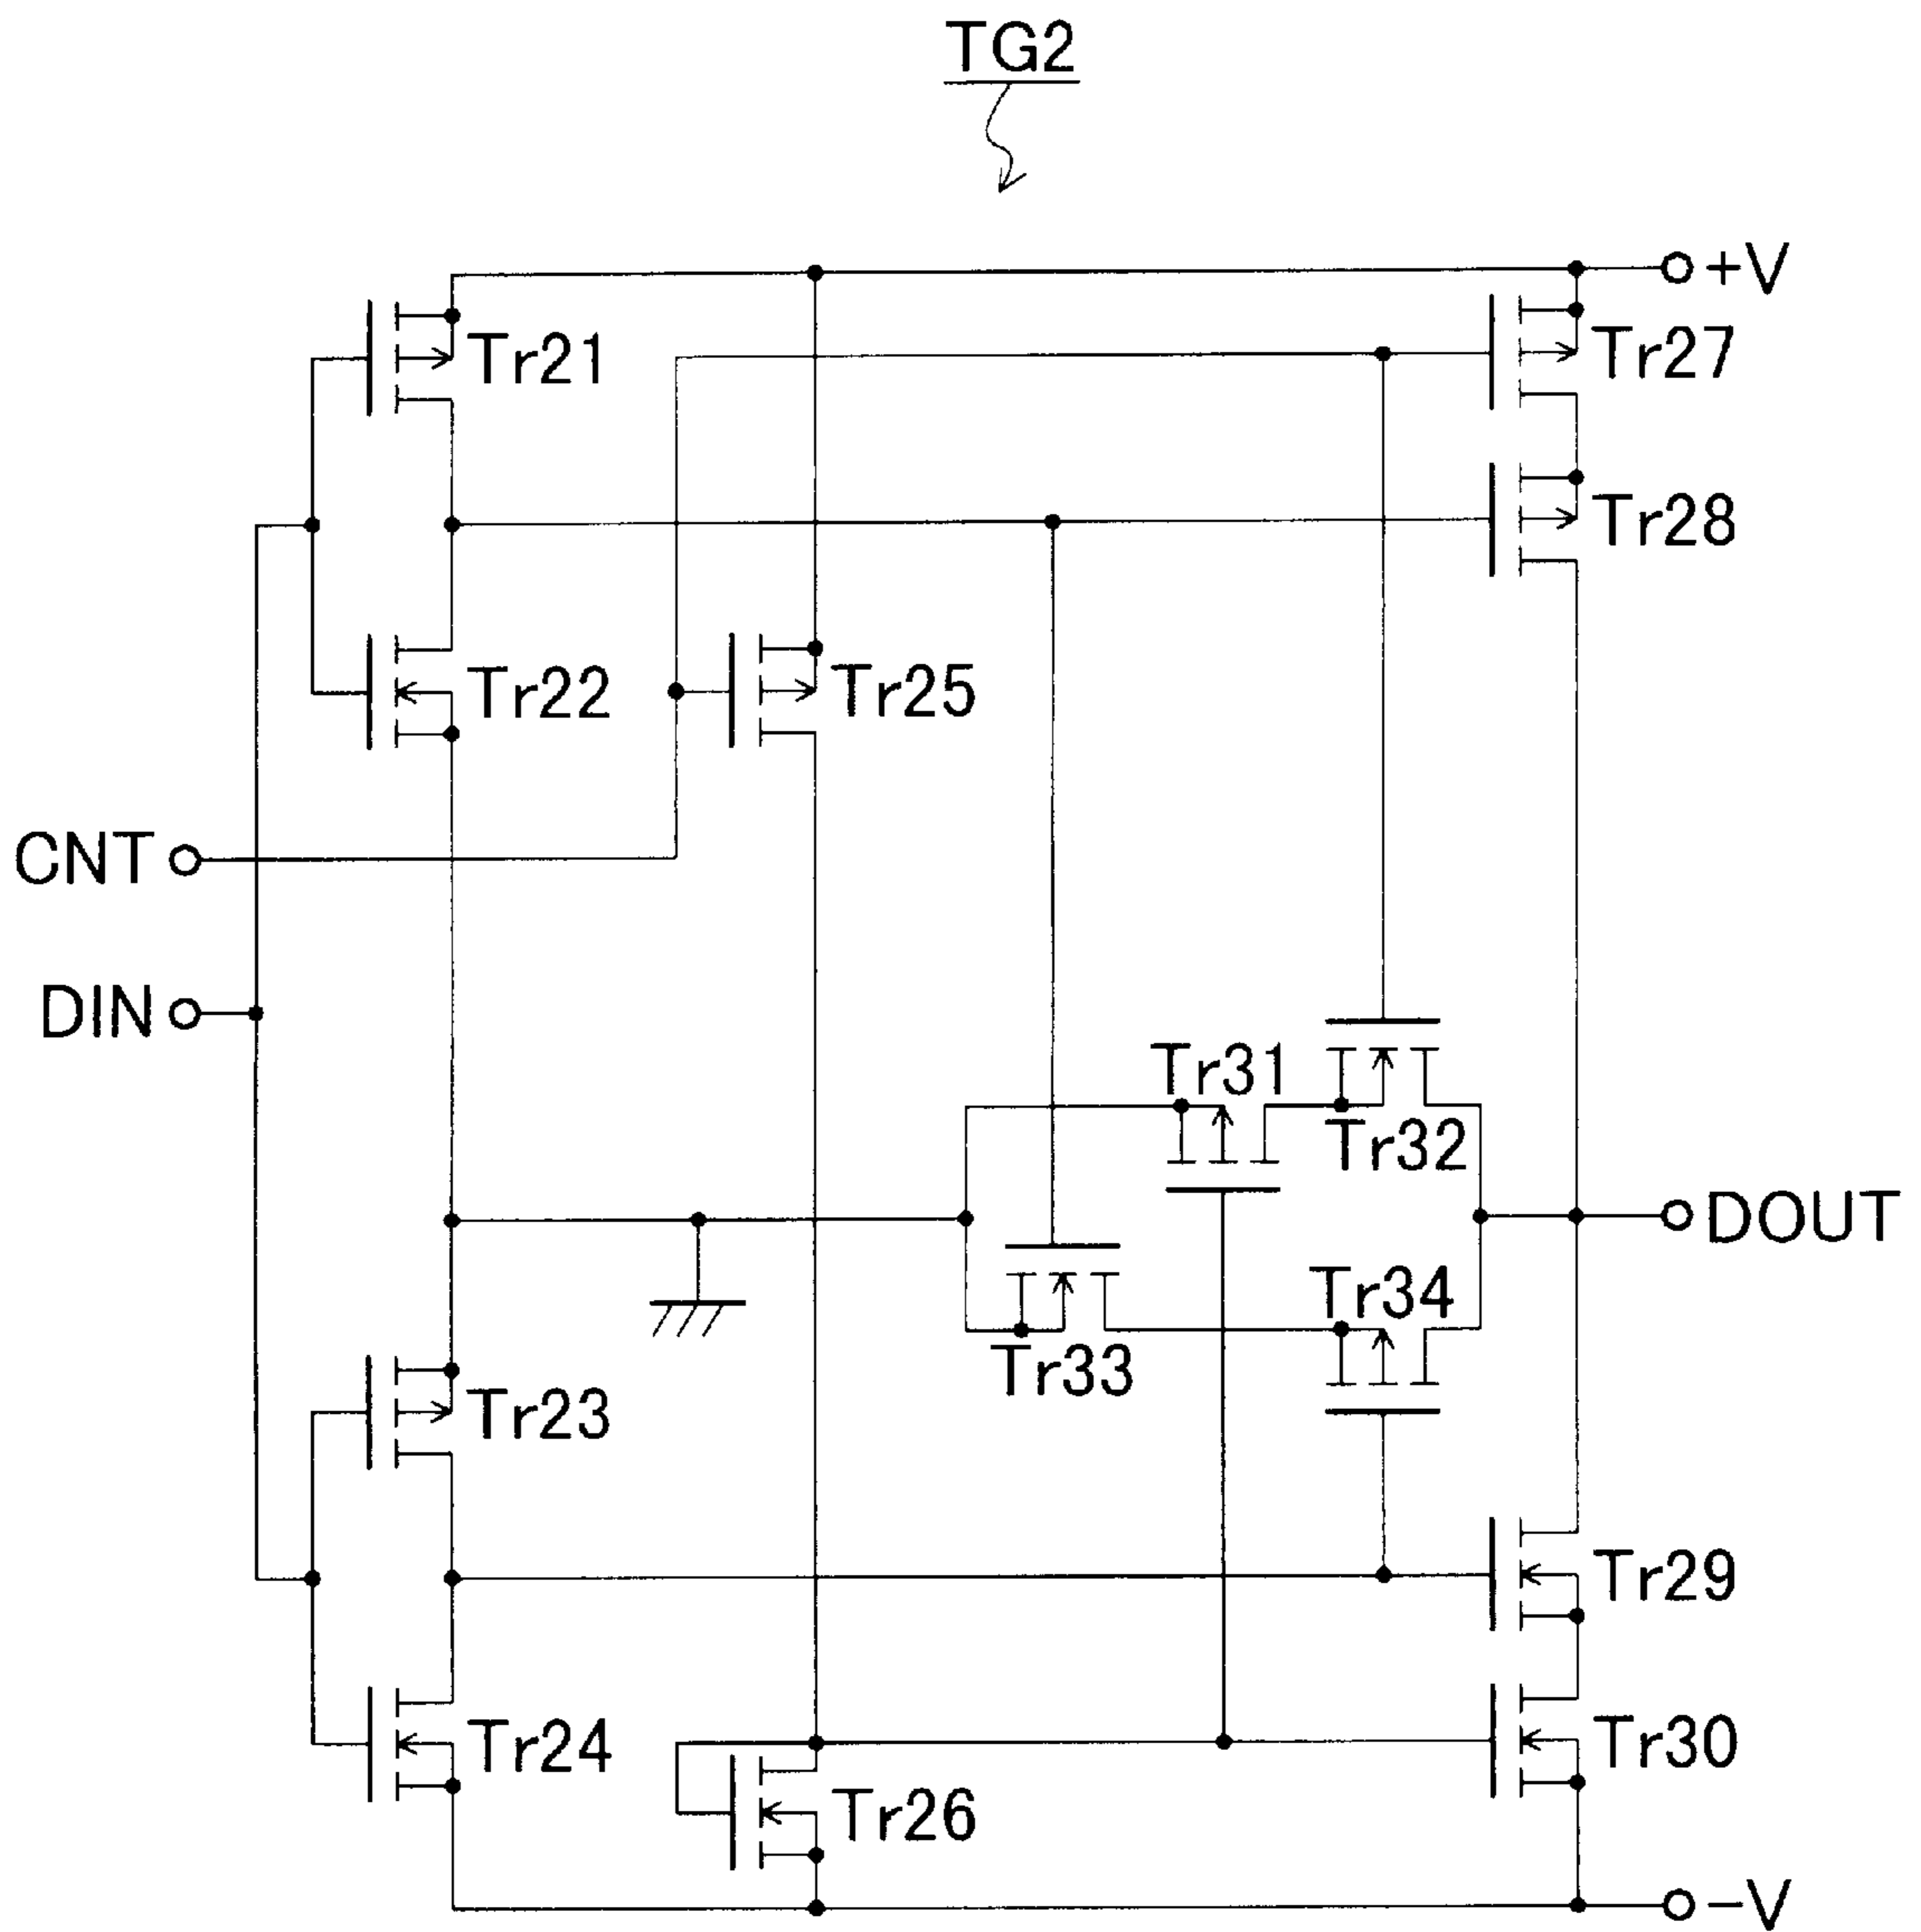 TG2
+V
Tr21
Tr27
Tr28
Tr22
Tr25
CNT
DIN
Tr31
Tr32
DOUT
Tr34
Tr33
Tr23
Tr29
Tr24
Tr30
Tr26
−V